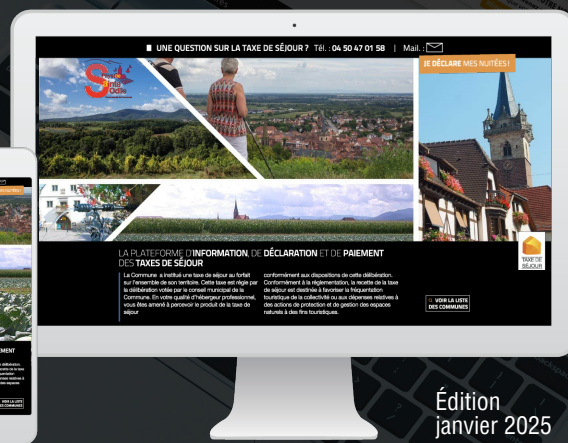 UNE QUESTION SUR LA TAXE DE SÉJOUR ? Tél. : 04 50 47 01 58 | Mail. :
JE DÉCLARE MES NUITÉES !
Région
Sainte
Odile
LA PLATEFORME D'INFORMATION, DE DÉCLARATION ET DE PAIEMENT
DES TAXES DE SÉJOUR
La Commune a institué une taxe de séjour au forfait
sur l'ensemble de son territoire. Cette taxe est régie par
la délibération votée par le conseil municipal de la
Commune. En votre qualité d'hébergeur professionnel,
vous êtes amené à percevoir le produit de la taxe de
séjour
conformément aux dispositions de cette délibération.
Conformément à la réglementation, la recette de la taxe
de séjour est destinée à favoriser la fréquentation
touristique de la collectivité ou aux dépenses relatives à
des actions de protection et de gestion des espaces
naturels à des fins touristiques.
TAXE DE
SÉJOUR
VOIR LA LISTE
DES COMMUNES
Édition
janvier 2025